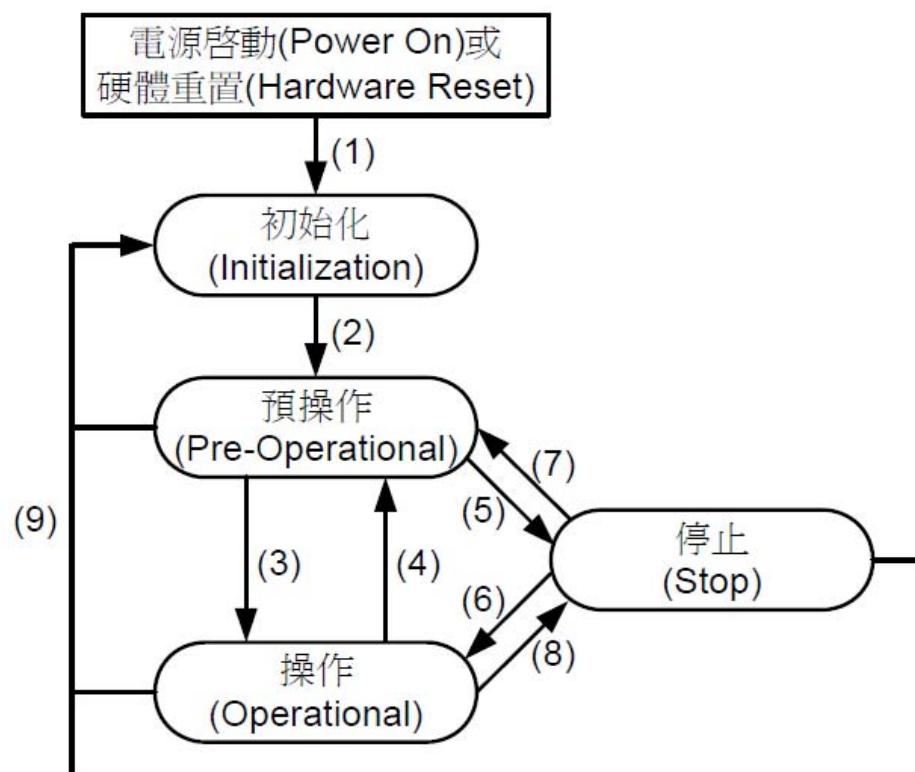 電源啓動(Power On)或
硬體重置(Hardware Reset)
(1)
初始化
(Initialization)
(2)
預操作
(Pre-Operational)
(7)
(5)
(9)
(3)
(4)
停止
(Stop)
(6)
(8)
操作
(Operational)